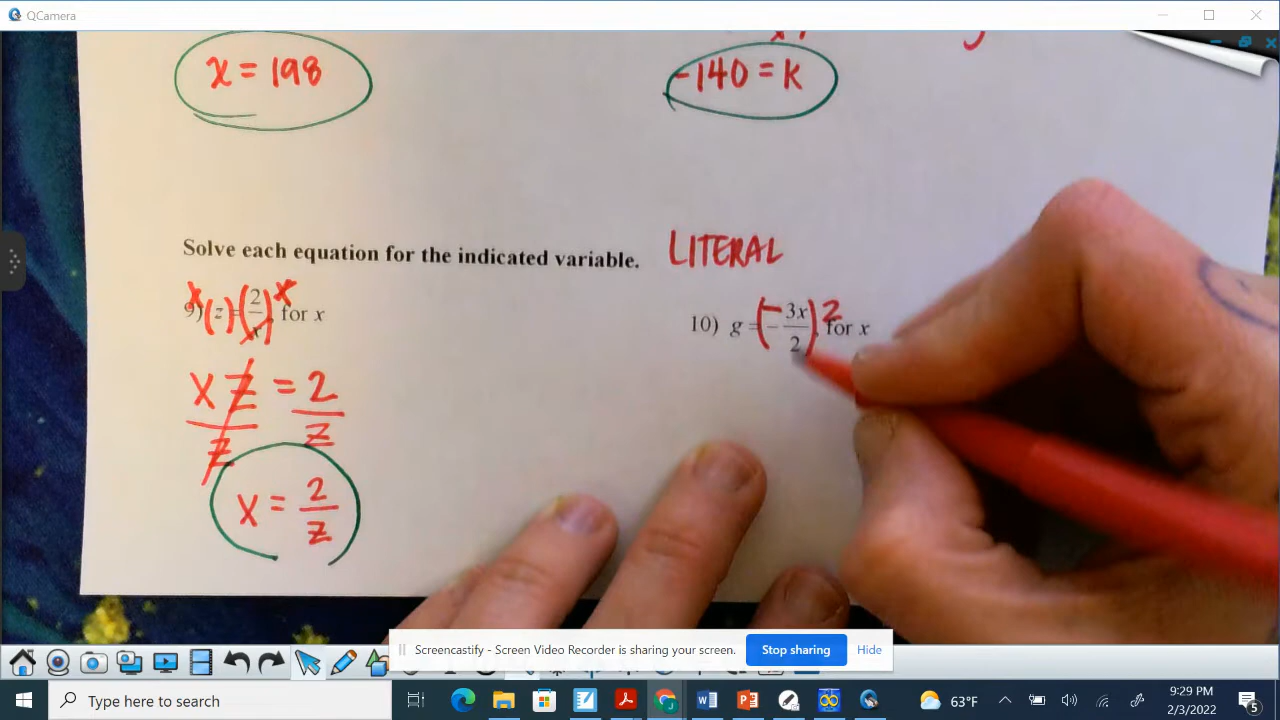 QCamera
x = 198
-140 = k
Solve each equation for the indicated variable. LITERAL
9) z = 2/x for x
x ( ) = ( ) x
10) g = - 3x/2 for x
( - ) 2
x z = 2
z z
x = 2/z
Screencastify - Screen Video Recorder is sharing your screen. Stop sharing Hide
Type here to search
63°F
9:29 PM
2/3/2022
5